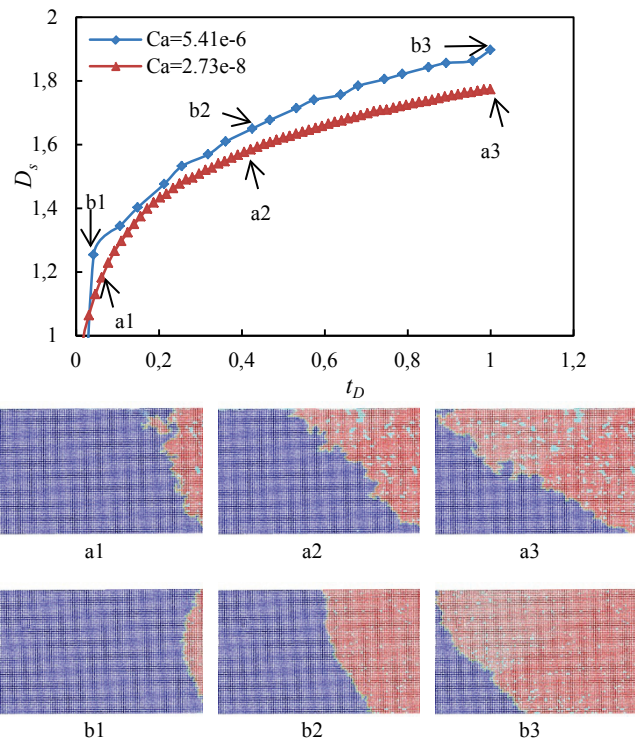 2
1,8
1,6
1,4
1,2
1
D_s
Ca=5.41e-6
Ca=2.73e-8
b3
b2
b1
a3
a2
a1
0
0,2
0,4
0,6
0,8
1
1,2
t_D
a1
a2
a3
b1
b2
b3